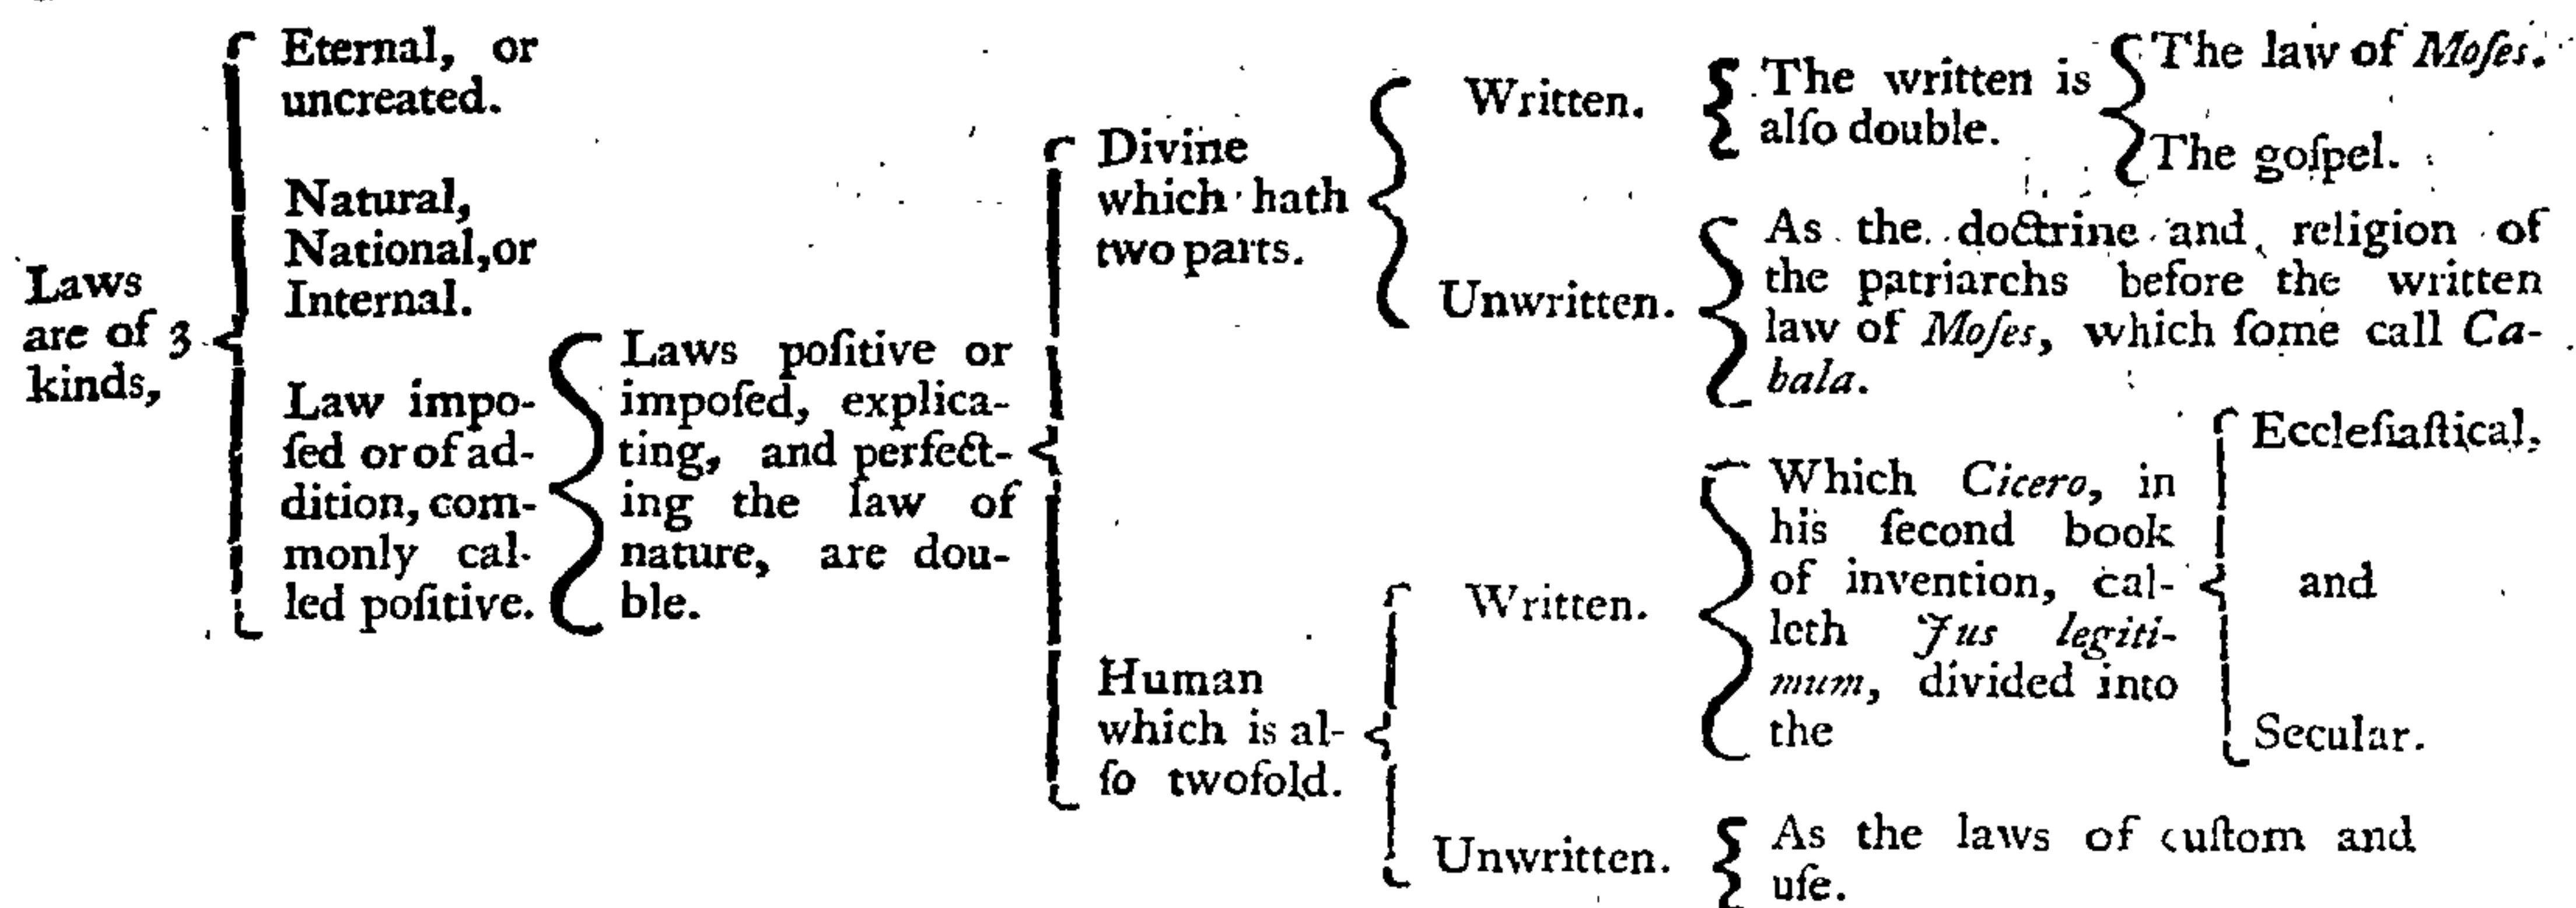 Laws
are of 3
kinds,
Eternal, or
uncreated.
Natural,
National, or
Internal.
Law impo-
ſed or of ad-
dition, com-
monly cal-
led poſitive.
Laws poſitive or
impoſed, explica-
ting, and perfect-
ing the law of
nature, are dou-
ble.
Divine
which hath
two parts.
Written.
The written is
alſo double.
The law of Moſes.
The goſpel.
Unwritten.
As the doctrine and religion of
the patriarchs before the written
law of Moſes, which ſome call Ca-
bala.
Human
which is al-
ſo twofold.
Written.
Which Cicero, in
his ſecond book
of invention, cal-
leth Jus legiti-
mum, divided into
the
Eccleſiaſtical,
and
Secular.
Unwritten.
As the laws of cuſtom and
uſe.